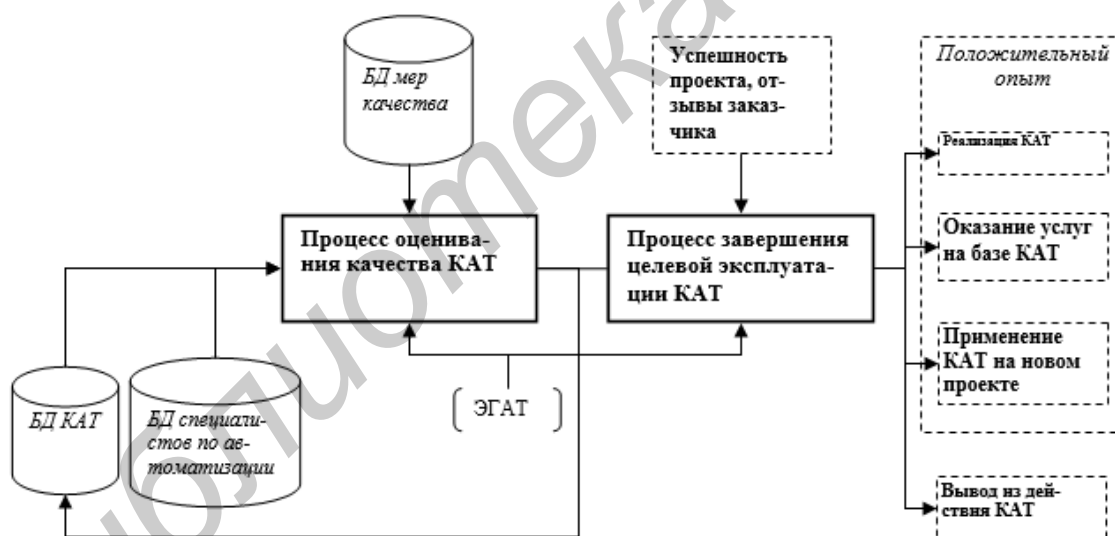 БД мер
качества
Успешность
проекта, от-
зывы заказ-
чика
Положительный
опыт
Реализация КАТ
Процесс оценива-
ния качества КАТ
Процесс завершения
целевой эксплуата-
ции КАТ
Оказание услуг
на базе КАТ
Применение
КАТ на новом
проекте
ЭГАТ
БД КАТ
БД специали-
стов по ав-
томатизации
Вывод из дей-
ствия КАТ